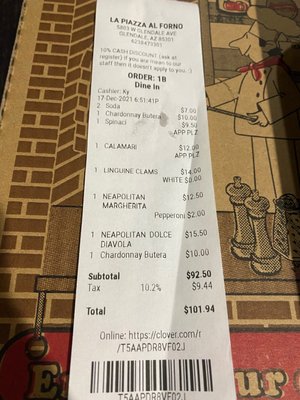 LA PIAZZA AL FORNO
5803 W GLENDALE AVE
GLENDALE, AZ 85301
6238473301
10% CASH DISCOUNT (ask at
register) if you are mean to our
staff then it doesn't apply to you. :)
ORDER: 1B
Dine In
Cashier: Ky
17-Dec-2021 6:51:41P
2 Soda $7.00
1 Chardonnay Butera $10.00
1 Spinaci $9.50
APP PLZ
1 CALAMARI $12.00
APP PLZ
1 LINGUINE CLAMS $14.00
WHITE $0.00
1 NEAPOLITAN $12.50
MARGHERITA
Pepperoni $2.00
1 NEAPOLITAN DOLCE $15.50
DIAVOLA
1 Chardonnay Butera $10.00
Subtotal $92.50
Tax 10.2% $9.44
Total $101.94
Online: https://clover.com/r
/T5AAPDR8VF02J
T5AAPDR8VF02J